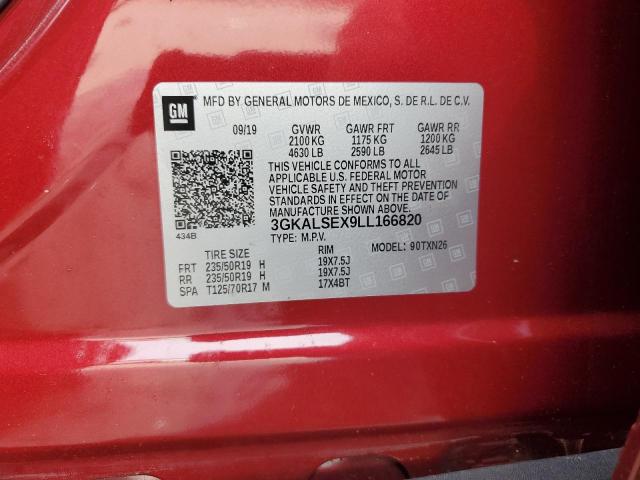 GM MFD BY GENERAL MOTORS DE MEXICO, S. DE R.L. DE C.V.
09/19 GVWR GAWR FRT GAWR RR
2100 KG 1175 KG 1200 KG
4630 LB 2590 LB 2645 LB
THIS VEHICLE CONFORMS TO ALL
APPLICABLE U.S. FEDERAL MOTOR
VEHICLE SAFETY AND THEFT PREVENTION
STANDARDS IN EFFECT ON THE DATE OF
MANUFACTURE SHOWN ABOVE.
3GKALSEX9LL166820
434B TYPE: M.P.V. MODEL: 90TXN26
TIRE SIZE RIM
FRT 235/50R19 H 19X7.5J
RR 235/50R19 H 19X7.5J
SPA T125/70R17 M 17X4BT